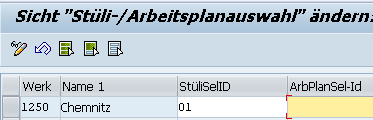 Sicht "Stüli-/Arbeitsplanauswahl" ändern:
Werk Name 1 StüliSelID ArbPlanSel-Id
1250 Chemnitz 01